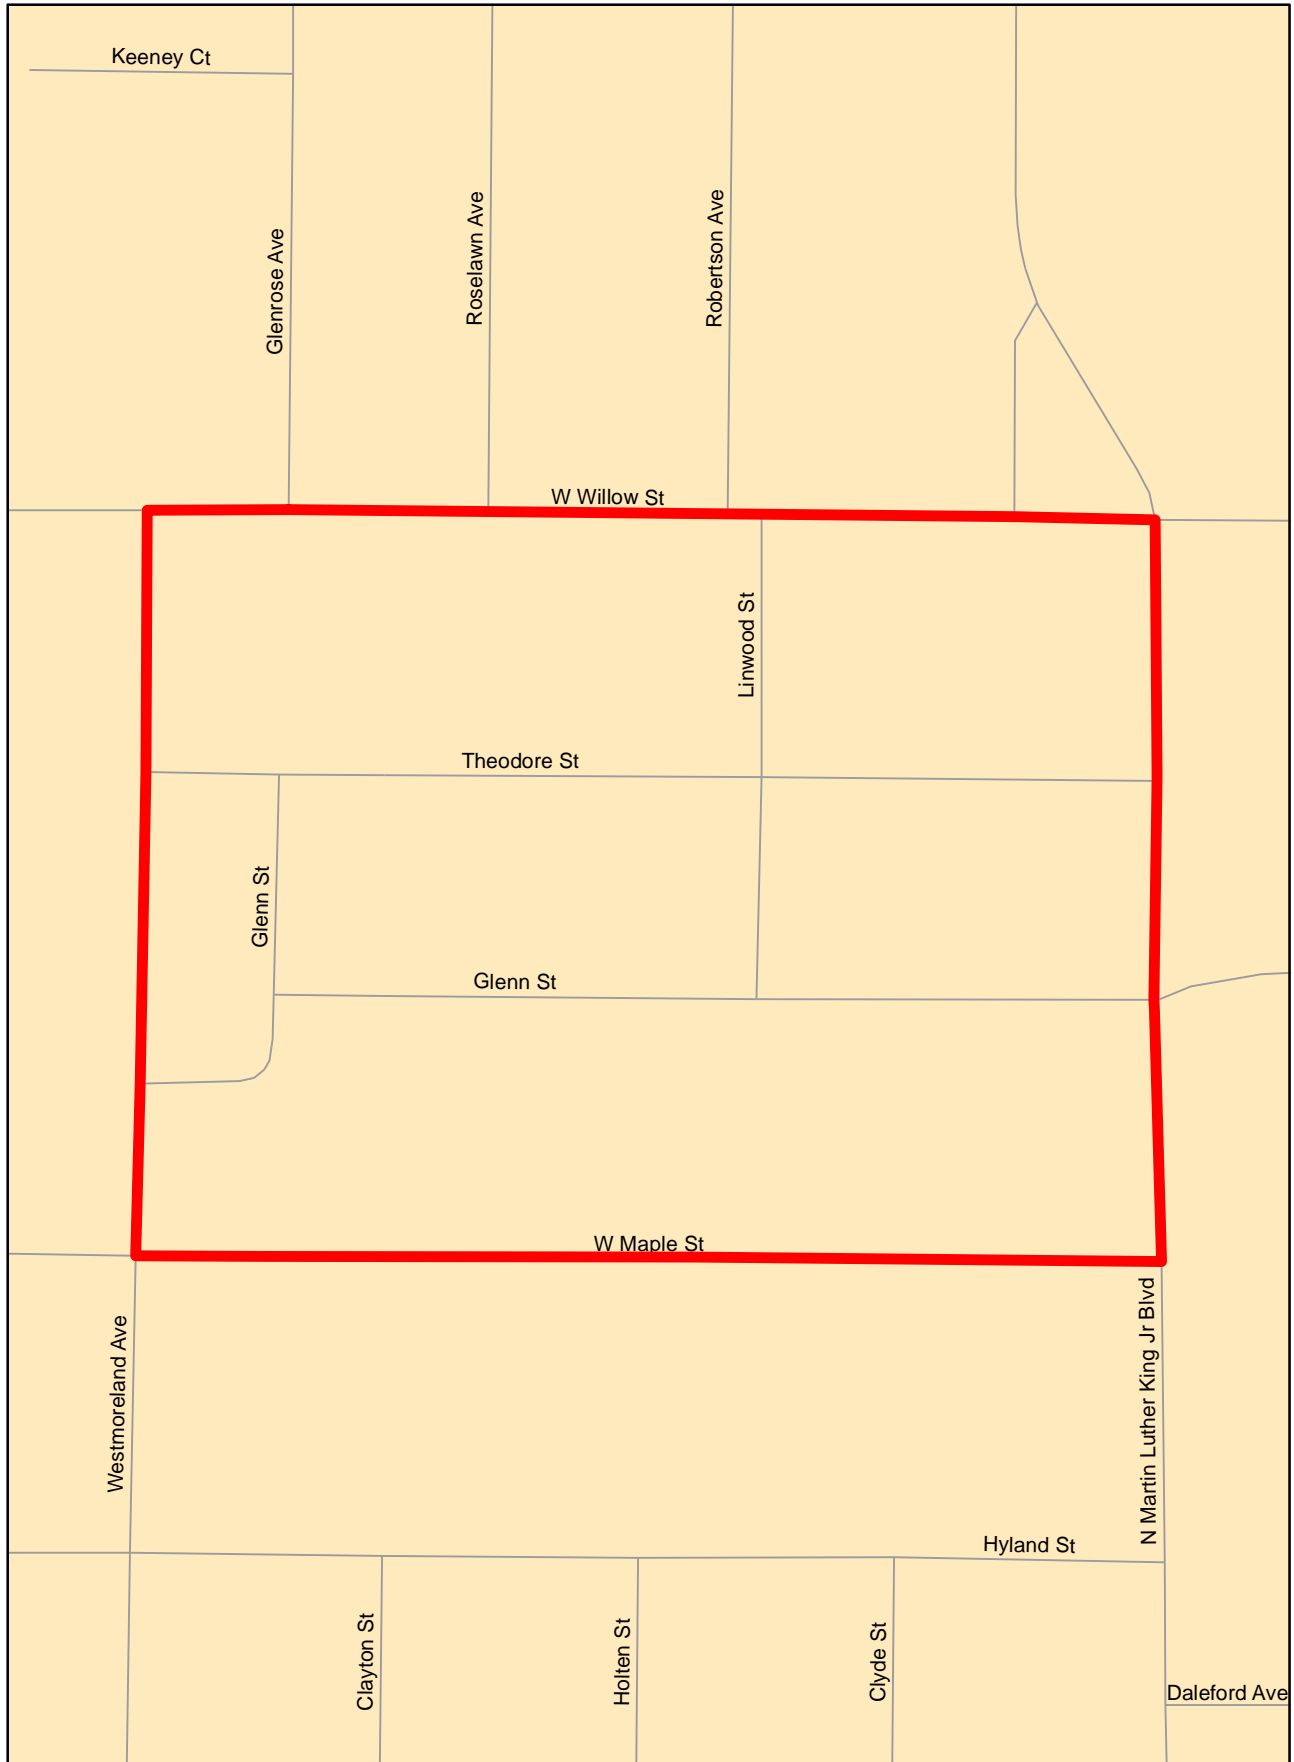 Keeney Ct
Glenrose Ave
Roselawn Ave
Robertson Ave
W Willow St
Linwood St
Theodore St
Glenn St
Glenn St
W Maple St
Westmoreland Ave
N Martin Luther King Jr Blvd
Hyland St
Clayton St
Holten St
Clyde St
Daleford Ave